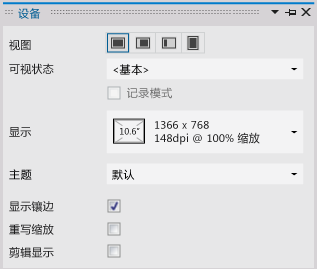 设备
视图
可视状态
<基本>
记录模式
显示
10.6"
1366 x 768
148dpi @ 100% 缩放
主题
默认
显示镶边
重写缩放
剪辑显示